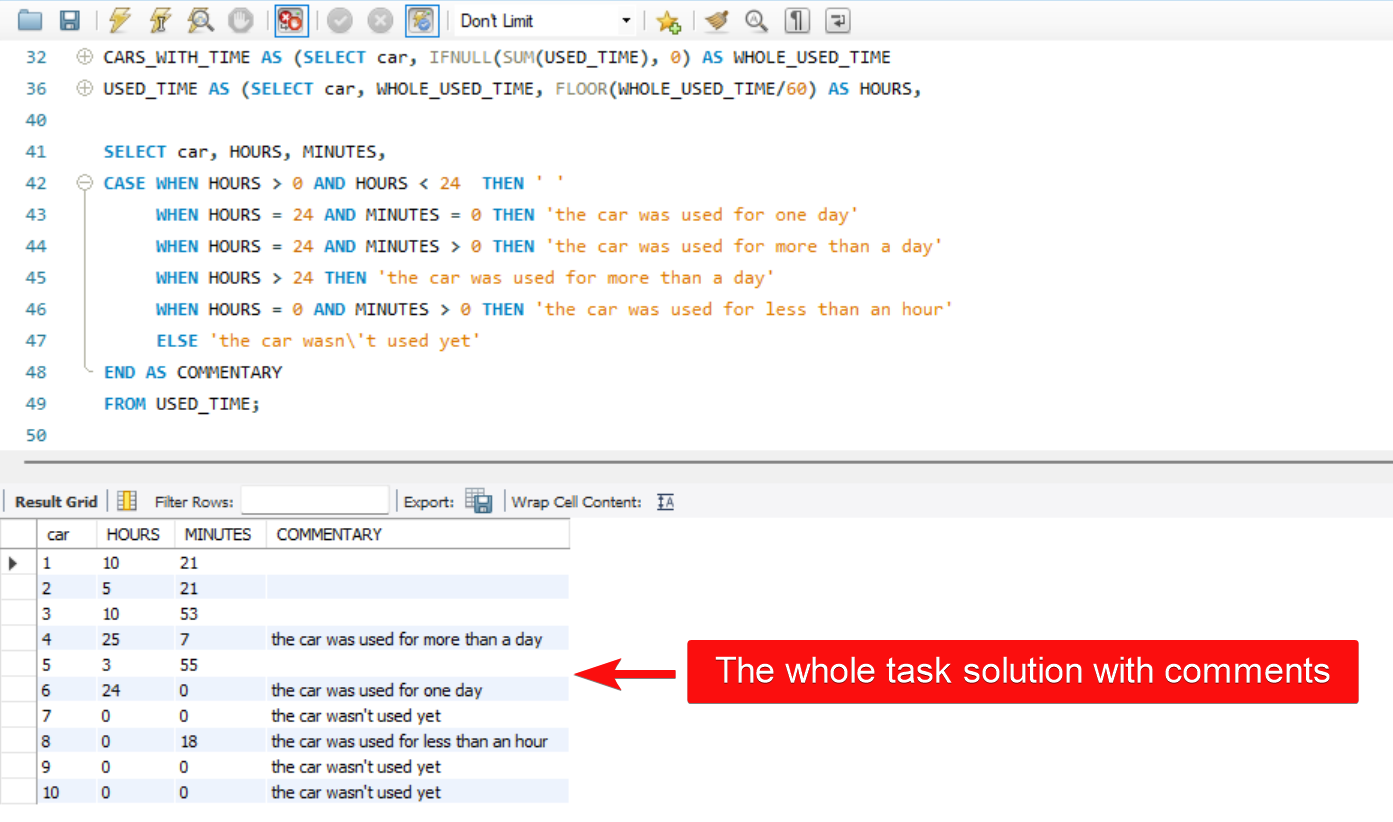 Don't Limit
32 CARS_WITH_TIME AS (SELECT car, IFNULL(SUM(USED_TIME), 0) AS WHOLE_USED_TIME
36 USED_TIME AS (SELECT car, WHOLE_USED_TIME, FLOOR(WHOLE_USED_TIME/60) AS HOURS,
40
41 SELECT car, HOURS, MINUTES,
42 CASE WHEN HOURS > 0 AND HOURS < 24  THEN ' '
43 WHEN HOURS = 24 AND MINUTES = 0 THEN 'the car was used for one day'
44 WHEN HOURS = 24 AND MINUTES > 0 THEN 'the car was used for more than a day'
45 WHEN HOURS > 24 THEN 'the car was used for more than a day'
46 WHEN HOURS = 0 AND MINUTES > 0 THEN 'the car was used for less than an hour'
47 ELSE 'the car wasn\'t used yet'
48 END AS COMMENTARY
49 FROM USED_TIME;
50
Result Grid Filter Rows: Export: Wrap Cell Content: IA
car HOURS MINUTES COMMENTARY
1 10 21
2 5 21
3 10 53
4 25 7 the car was used for more than a day
5 3 55
The whole task solution with comments
6 24 0 the car was used for one day
7 0 0 the car wasn't used yet
8 0 18 the car was used for less than an hour
9 0 0 the car wasn't used yet
10 0 0 the car wasn't used yet